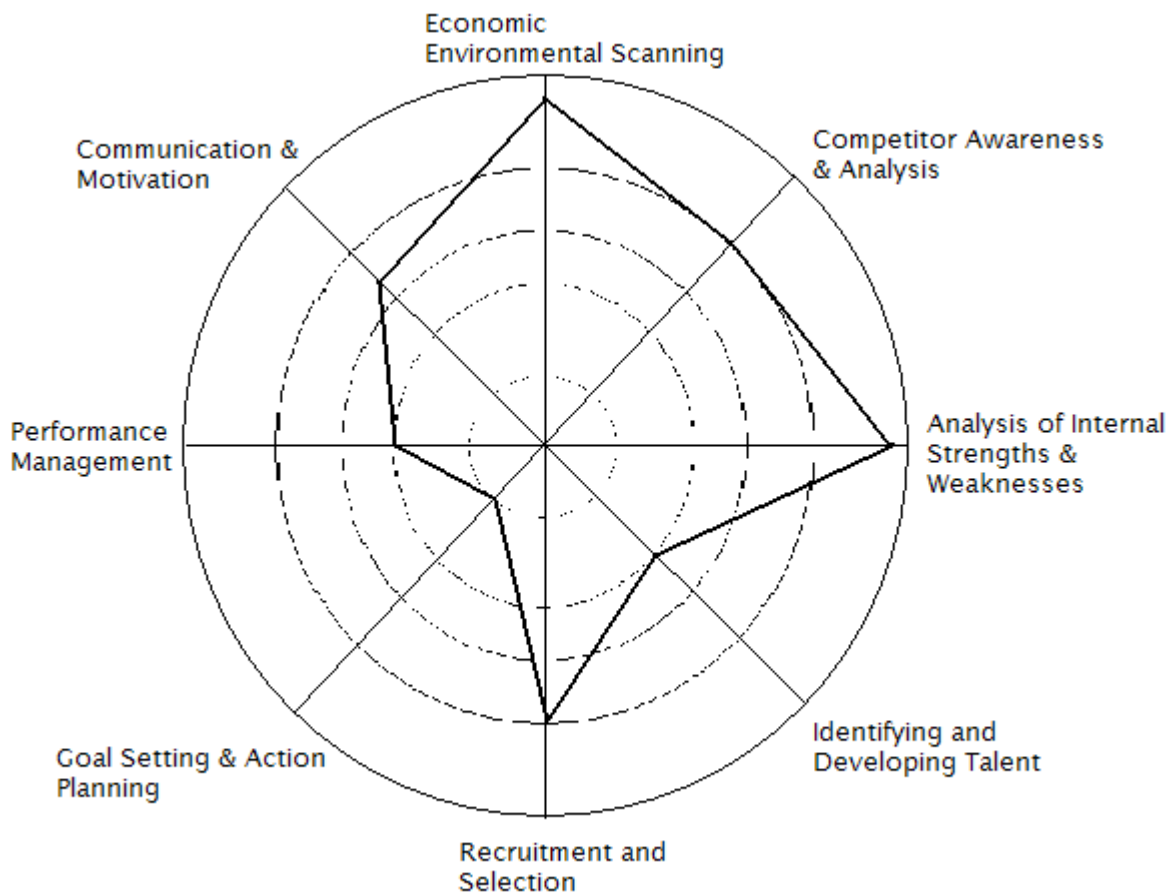 Economic
Environmental Scanning
Competitor Awareness
& Analysis
Communication &
Motivation
Analysis of Internal
Strengths &
Weaknesses
Performance
Management
Identifying and
Developing Talent
Goal Setting & Action
Planning
Recruitment and
Selection